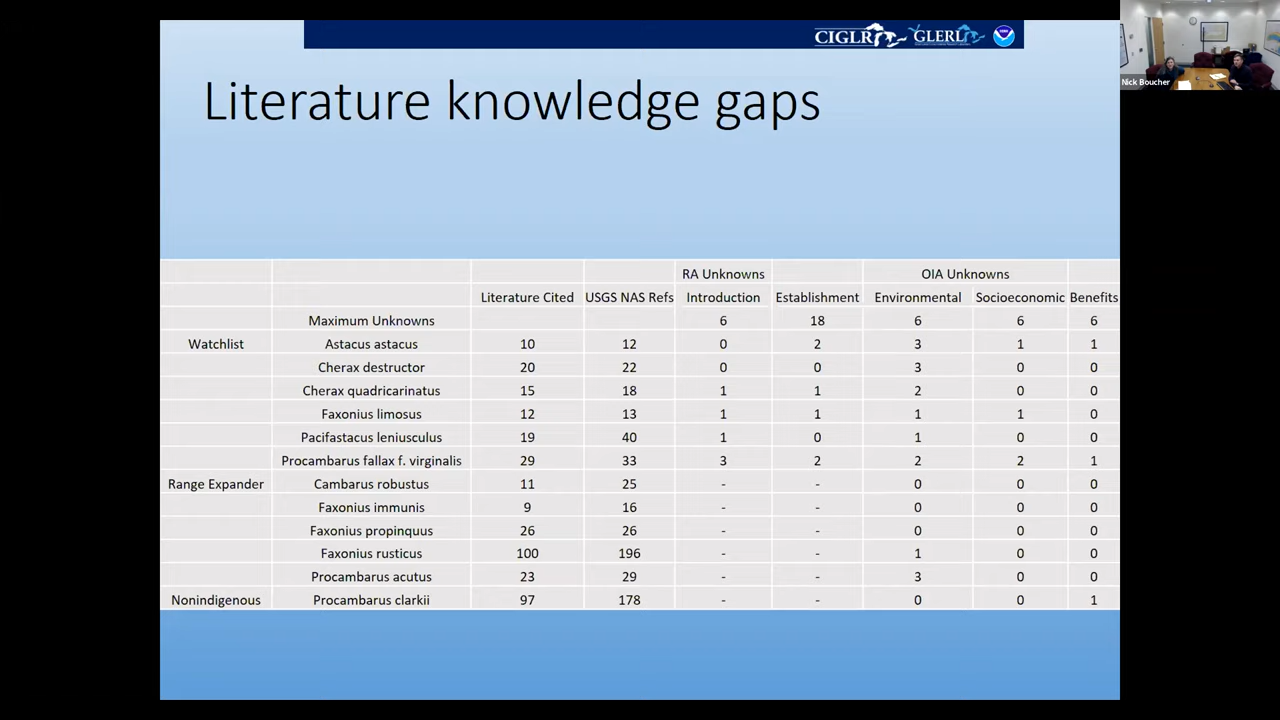 CIGLR GLERL
Nick Boucher
Literature knowledge gaps
RA Unknowns OIA Unknowns
Literature Cited USGS NAS Refs Introduction Establishment Environmental Socioeconomic Benefits
Maximum Unknowns 6 18 6 6 6
Watchlist Astacus astacus 10 12 0 2 3 1 1
Cherax destructor 20 22 0 0 3 0 0
Cherax quadricarinatus 15 18 1 1 2 0 0
Faxonius limosus 12 13 1 1 1 1 0
Pacifastacus leniusculus 19 40 1 0 1 0 0
Procambarus fallax f. virginalis 29 33 3 2 2 2 1
Range Expander Cambarus robustus 11 25 - - 0 0 0
Faxonius immunis 9 16 - - 0 0 0
Faxonius propinquus 26 26 - - 0 0 0
Faxonius rusticus 100 196 - - 1 0 0
Procambarus acutus 23 29 - - 3 0 0
Nonindigenous Procambarus clarkii 97 178 - - 0 0 1